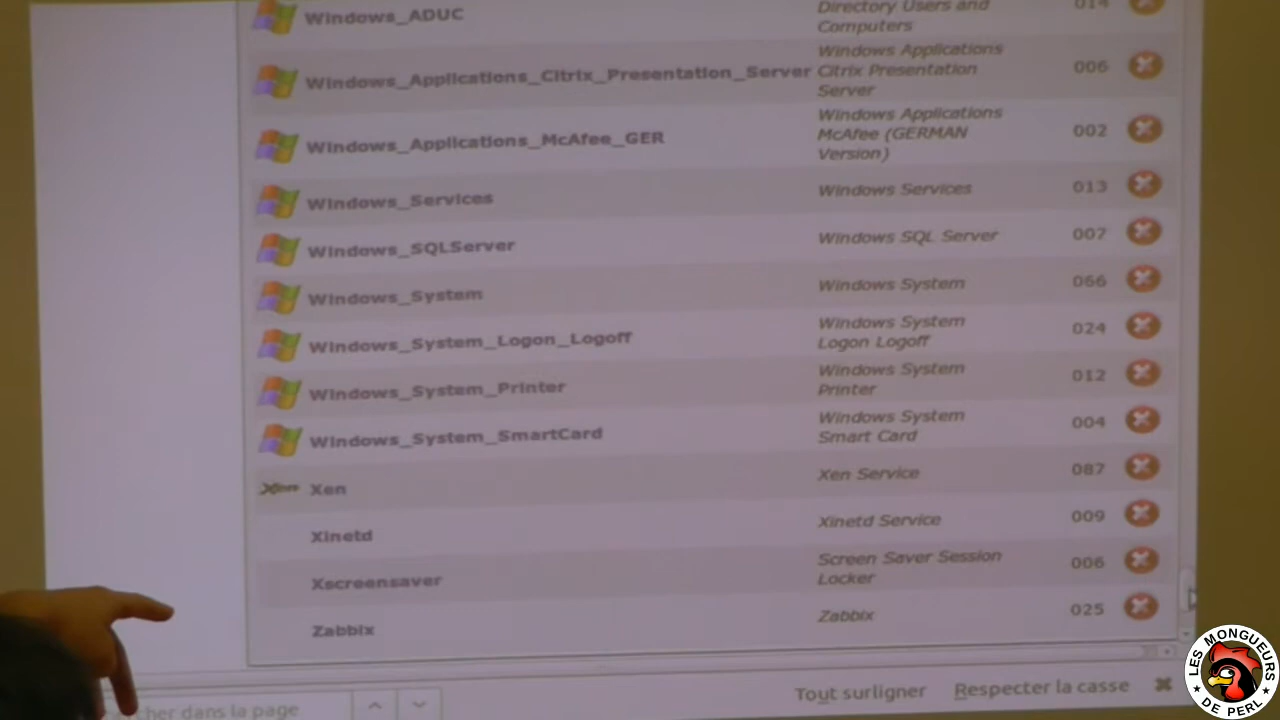 Directory Users and
Windows_ADUC
Computers
014
Windows Applications
Windows_Applications_Citrix_Presentation_Server
Citrix Presentation
006
Server
Windows Applications
Windows_Applications_McAfee_GER
McAfee (GERMAN
002
Version)
Windows_Services
Windows Services
013
Windows_SQLServer
Windows SQL Server
007
Windows_System
Windows System
066
Windows_System_Logon_Logoff
Windows System
Logon Logoff
024
Windows_System_Printer
Windows System
Printer
012
Windows_System_SmartCard
Windows System
Smart Card
004
Xen
Xen
Xen Service
087
Xinetd
Xinetd Service
009
Xscreensaver
Screen Saver Session
Locker
006
Zabbix
Zabbix
025
dans la page
Tout surligner
Respecter la casse
LES MONGUEURS
DE PERL